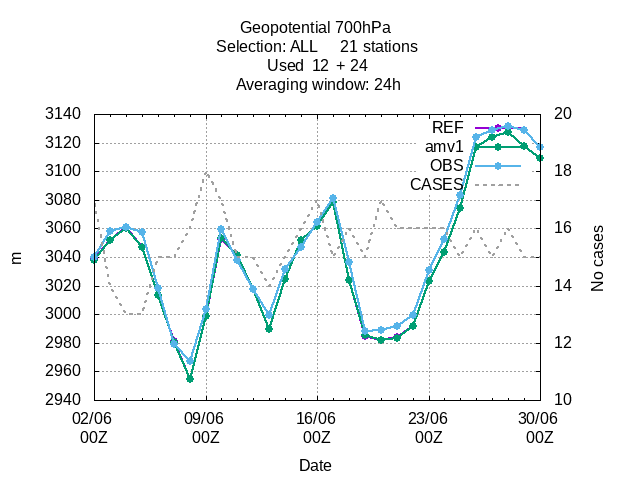 Geopotential 700hPa
Selection: ALL 21 stations
Used 12 + 24
Averaging window: 24h
REF
amv1
OBS
CASES
3140
3120
3100
3080
3060
3040
3020
3000
2980
2960
2940
m
20
18
16
14
12
10
No cases
02/06 09/06 16/06 23/06 30/06
00Z 00Z 00Z 00Z 00Z
Date